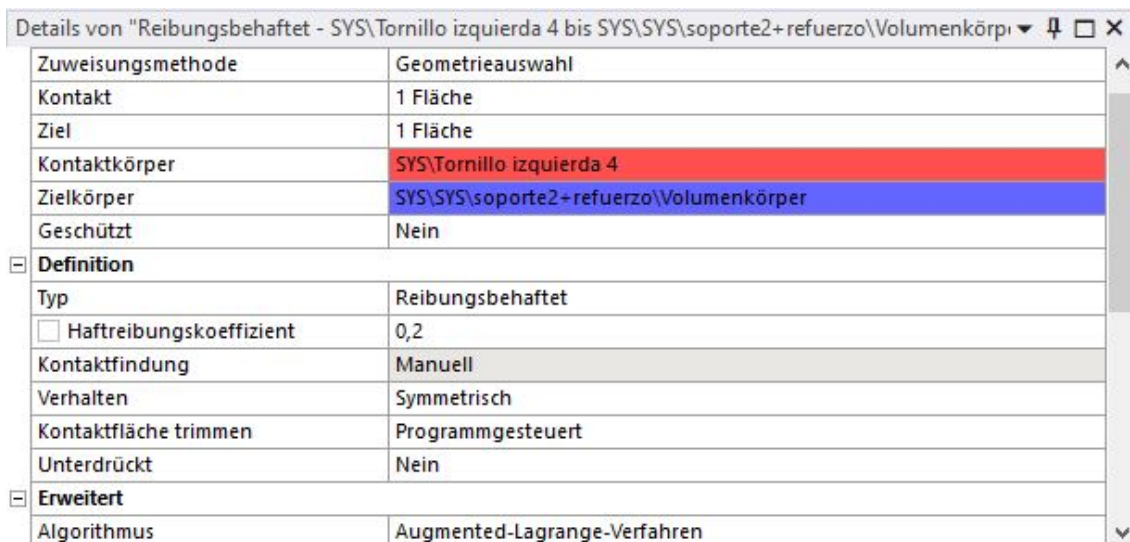 Details von "Reibungsbehaftet - SYS\Tornillo izquierda 4 bis SYS\SYS\soporte2+refuerzo\Volumenkörp
Zuweisungsmethode Geometrieauswahl
Kontakt 1 Fläche
Ziel 1 Fläche
Kontaktkörper SYS\Tornillo izquierda 4
Zielkörper SYS\SYS\soporte2+refuerzo\Volumenkörper
Geschützt Nein
Definition
Typ Reibungsbehaftet
Haftreibungskoeffizient 0,2
Kontaktfindung Manuell
Verhalten Symmetrisch
Kontaktfläche trimmen Programmgesteuert
Unterdrückt Nein
Erweitert
Algorithmus Augmented-Lagrange-Verfahren